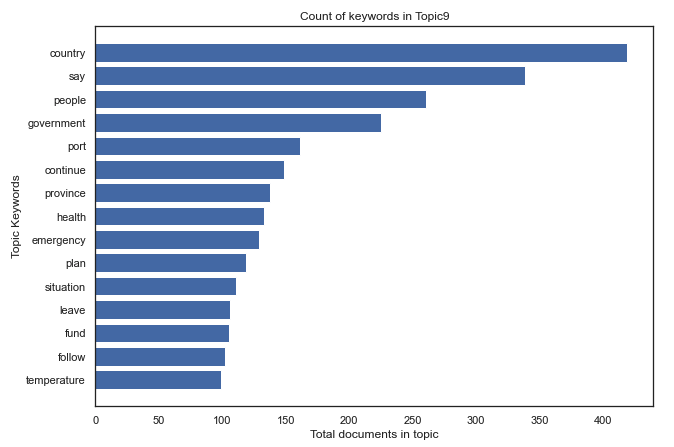 Count of keywords in Topic9
Topic Keywords
country
say
people
government
port
continue
province
health
emergency
plan
situation
leave
fund
follow
temperature
0 50 100 150 200 250 300 350 400
Total documents in topic